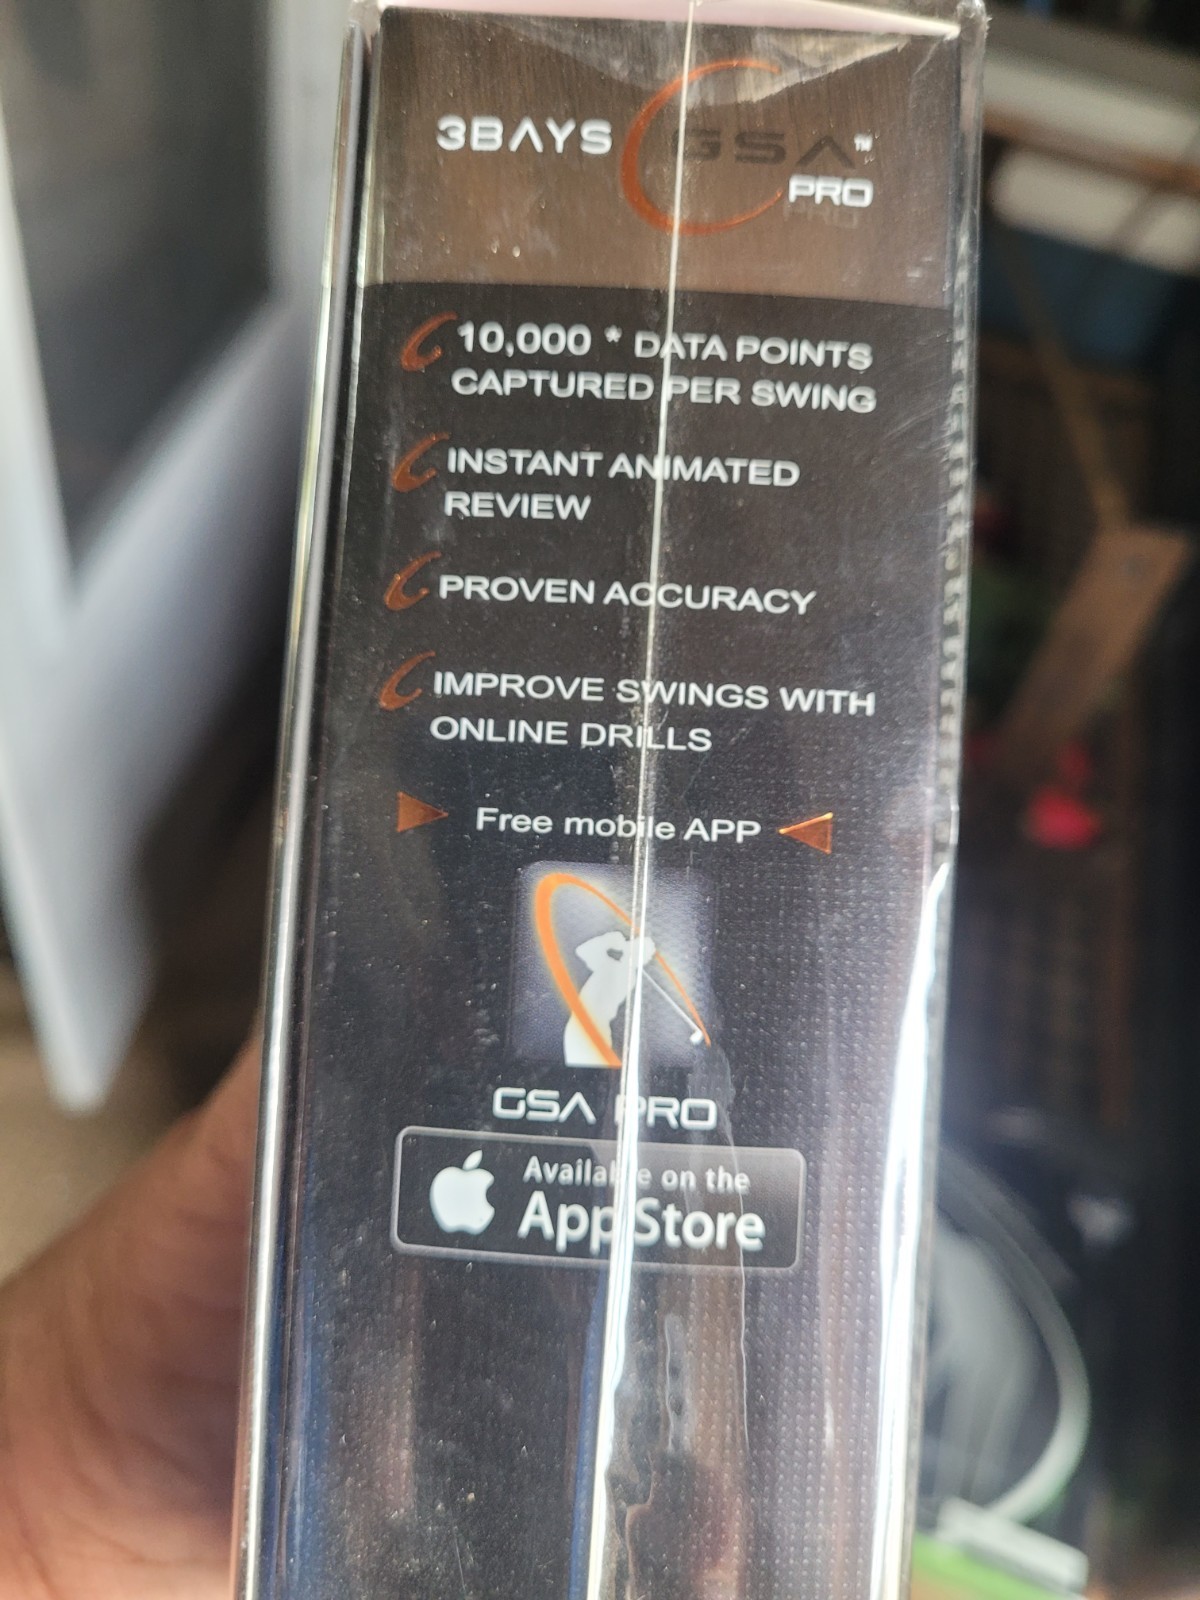 3BAYS GSA™
PRO
10,000 * DATA POINTS
CAPTURED PER SWING
INSTANT ANIMATED
REVIEW
PROVEN ACCURACY
IMPROVE SWINGS WITH
ONLINE DRILLS
Free mobile APP
GSA PRO
Available on the
App Store